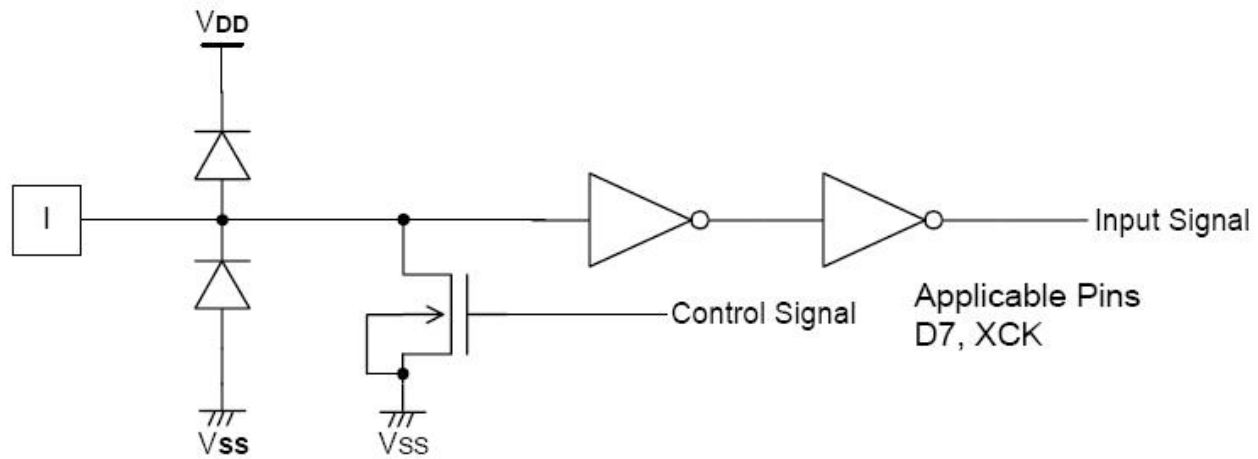 VDD
I
Input Signal
Control Signal
Applicable Pins
D7, XCK
VSS
VSS